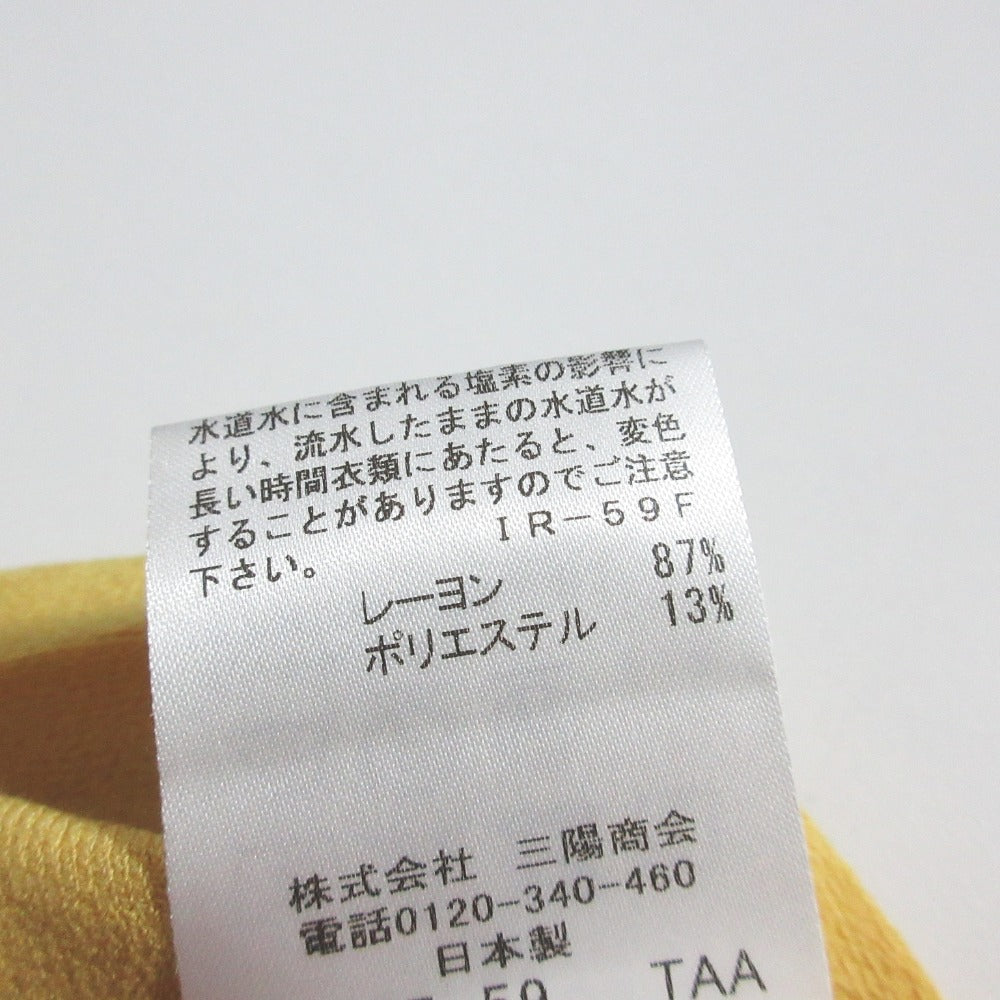 水道水に含まれる塩素の影響に
より、流水したままの水道水が
長い時間衣類にあたると、変色
することがありますのでご注意
下さい。 IR-59F
レーヨン 87%
ポリエステル 13%
株式会社 三陽商会
電話0120-340-460
日本製
59 TAA